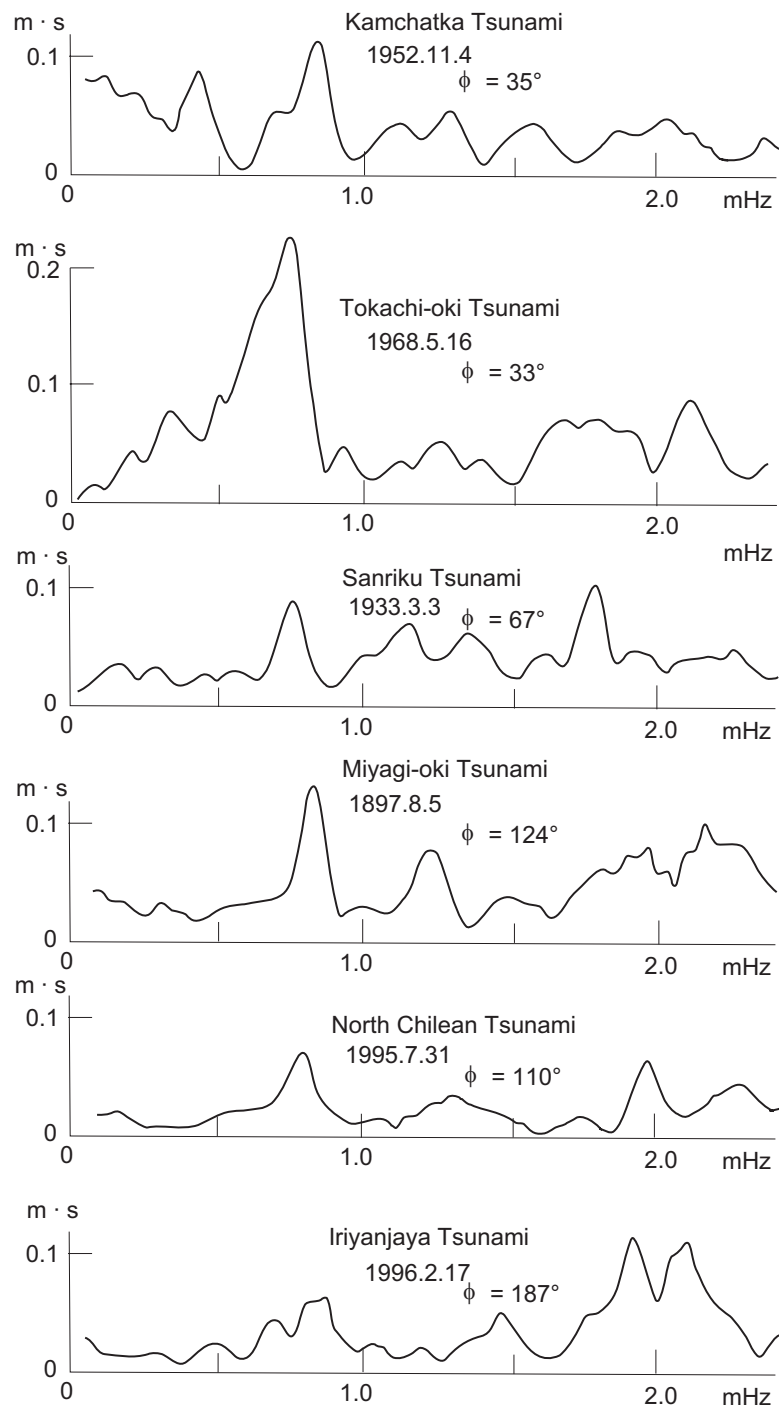 m · s
Kamchatka Tsunami
0.1
1952.11.4
ϕ = 35°
0
0
1.0
2.0
mHz
m · s
0.2
Tokachi-oki Tsunami
1968.5.16
ϕ = 33°
0.1
0
0
1.0
2.0
mHz
m · s
Sanriku Tsunami
0.1
1933.3.3
ϕ = 67°
0
0
1.0
2.0
mHz
Miyagi-oki Tsunami
m · s
1897.8.5
0.1
ϕ = 124°
0
0
1.0
2.0
mHz
m · s
0.1
North Chilean Tsunami
1995.7.31
ϕ = 110°
0
0
1.0
2.0
mHz
m · s
Iriyanjaya Tsunami
0.1
1996.2.17
ϕ = 187°
0
0
1.0
2.0
mHz